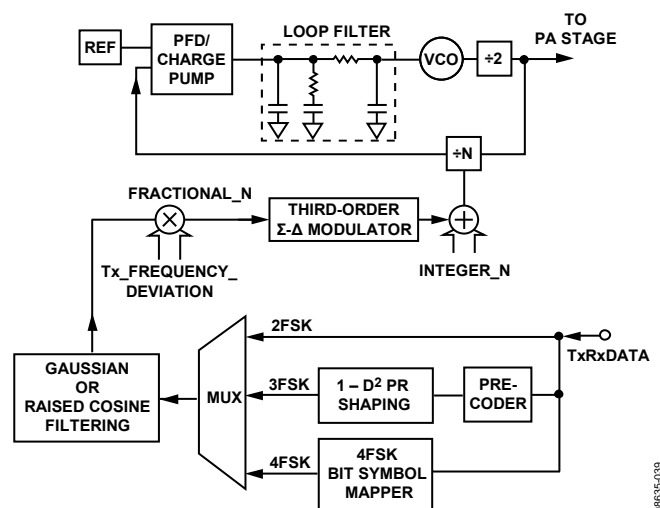 TO
PA STAGE
LOOP FILTER
REF
PFD/
CHARGE
PUMP
VCO
÷2
÷N
FRACTIONAL_N
THIRD-ORDER
Σ-Δ MODULATOR
×
+
Tx_FREQUENCY_
DEVIATION
INTEGER_N
2FSK
TxRxDATA
GAUSSIAN
OR
RAISED COSINE
FILTERING
MUX
3FSK
1 – D² PR
SHAPING
PRE-
CODER
4FSK
4FSK
BIT SYMBOL
MAPPER
08635-039